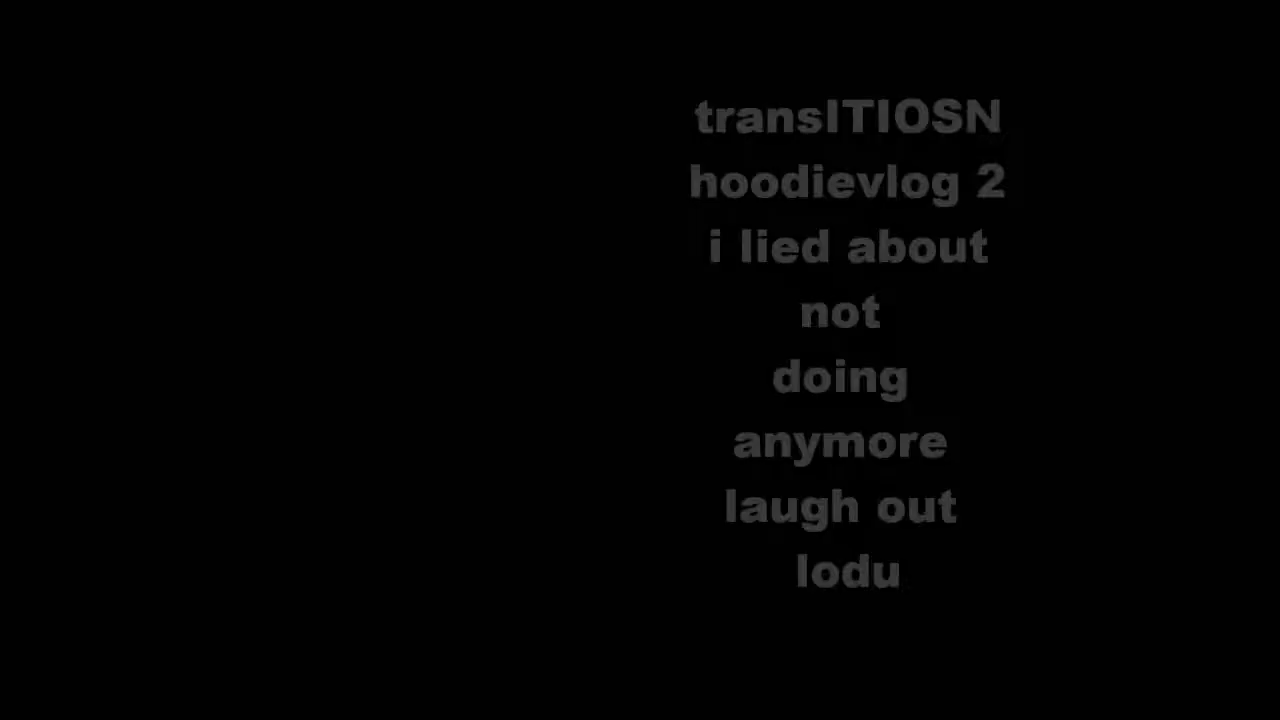 transITIOSN
hoodievlog 2
i lied about
not
doing
anymore
laugh out
lodu